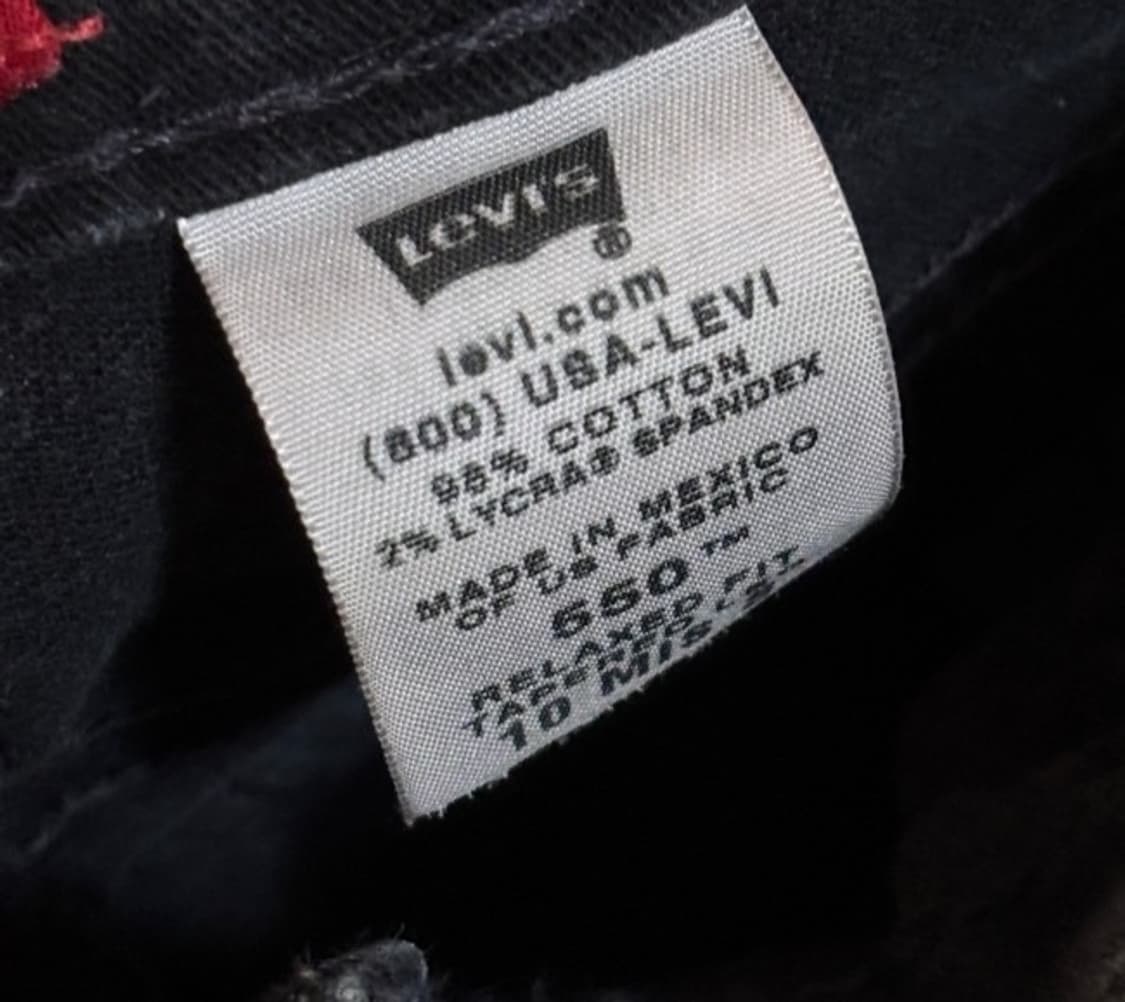 Levi's
®
levi.com
(800) USA-LEVI
98% COTTON
2% LYCRA® SPANDEX
MADE IN MEXICO
OF US FABRIC
550™
RELAXED FIT.
TAPERED LEG
10 MIS